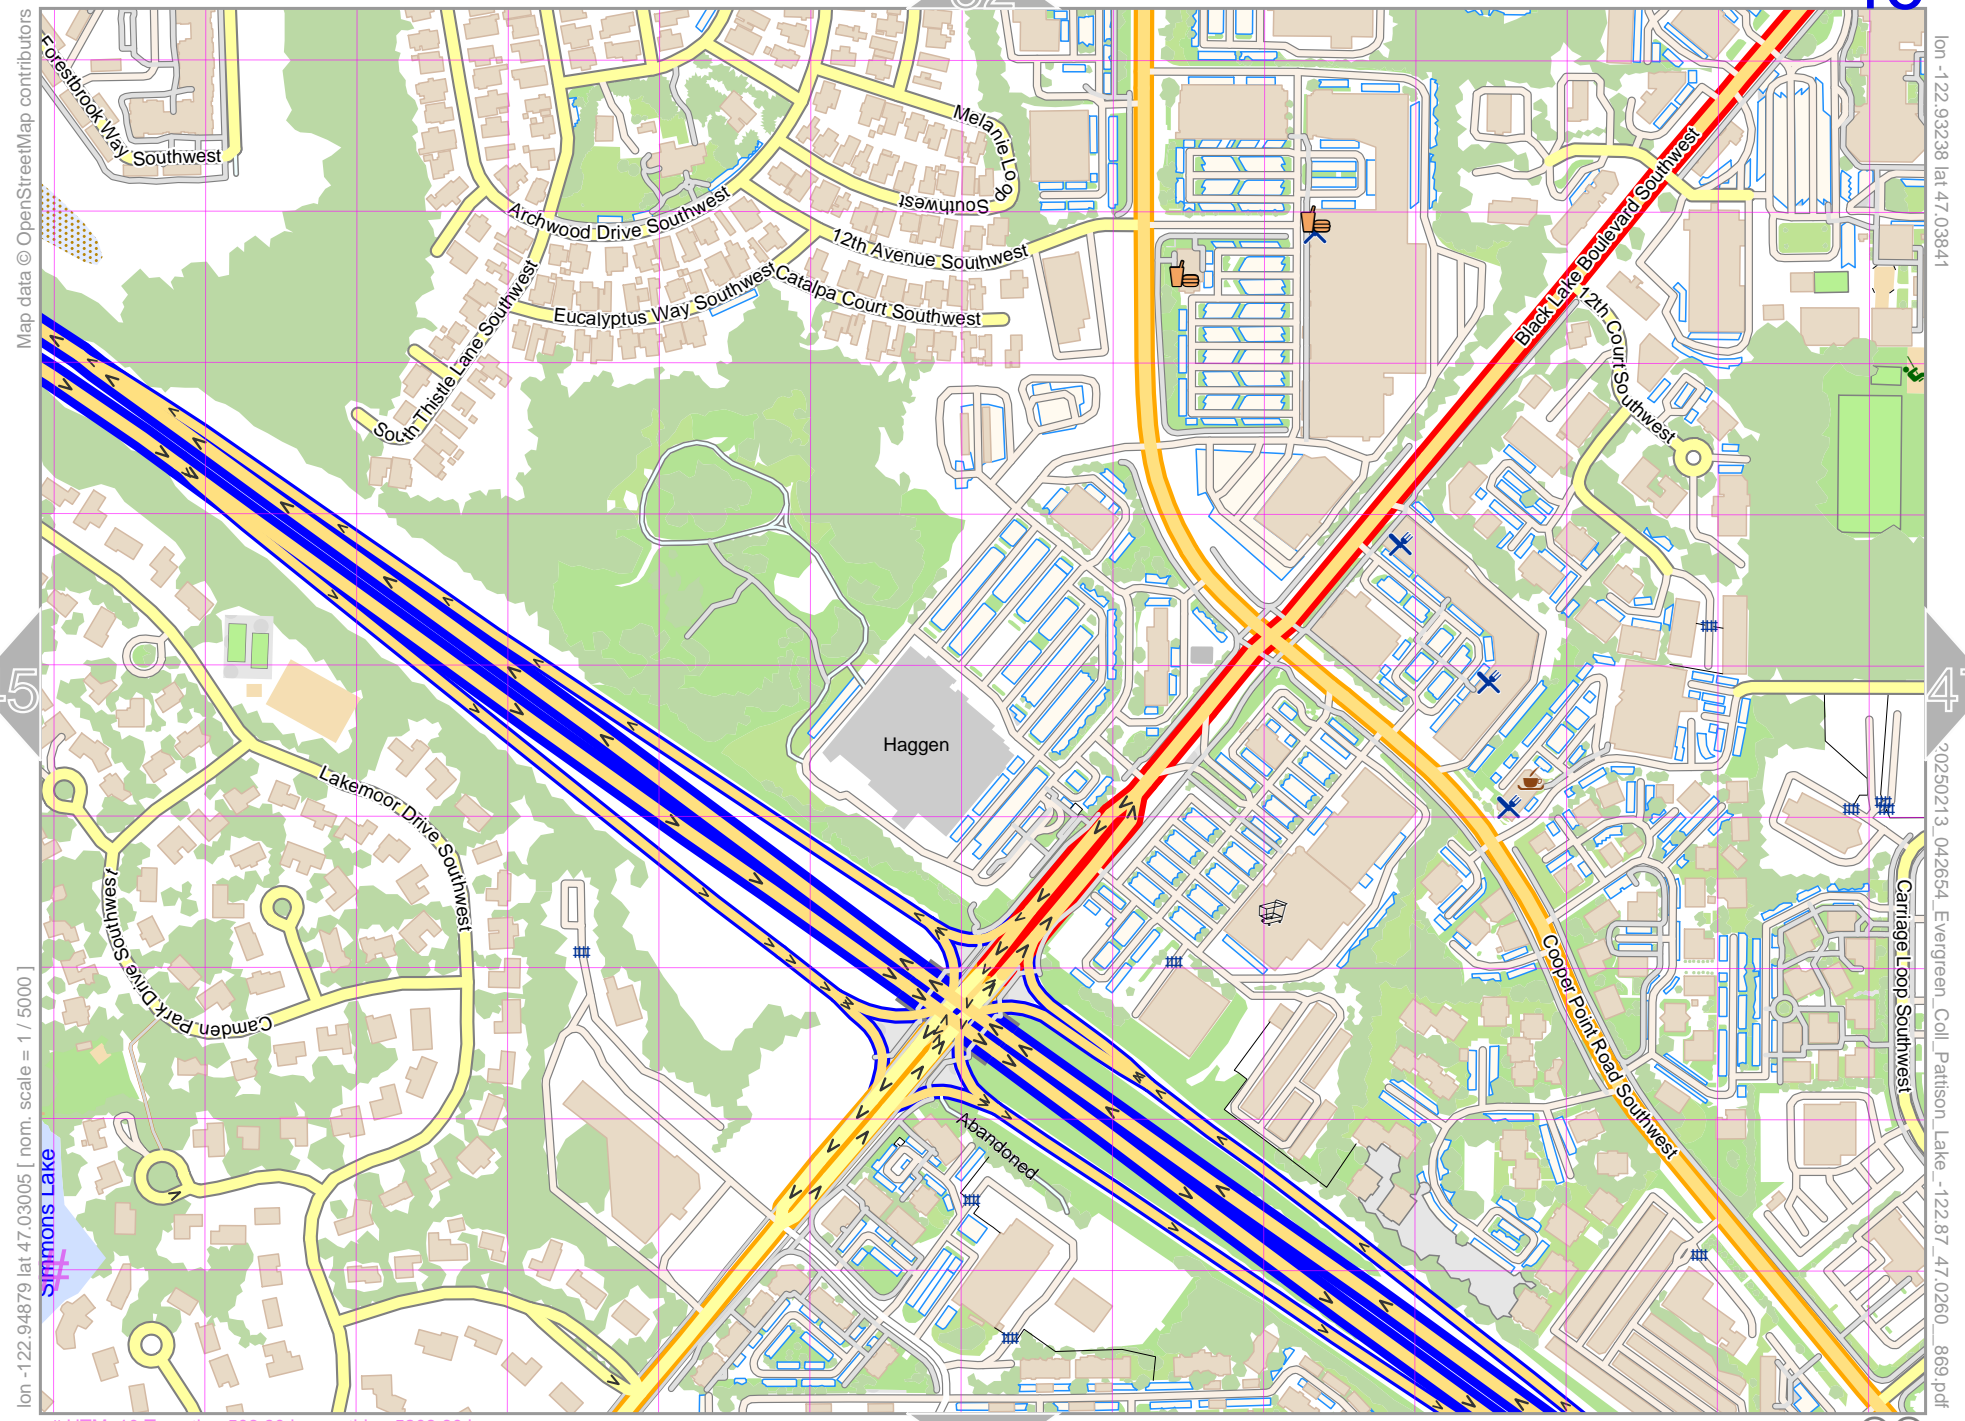 Map data © OpenStreetMap contributors
lon -122.93238 lat 47.03841
Forestbrook Way Southwest
Melanie Loop Southwest
Archwood Drive Southwest
12th Avenue Southwest
Eucalyptus Way Southwest
Catalpa Court Southwest
South Thistle Lane Southwest
Black Lake Boulevard Southwest
12th Court Southwest
Haggen
Lakemoor Drive Southwest
Camden Park Drive Southwest
Cooper Point Road Southwest
Carriage Loop Southwest
Abandoned
Simmons Lake
#
lon -122.94879 lat 47.03005 [ nom. scale = 1 / 5000 ]
20250213_042654_Evergreen_Coll_Pattison_Lake_-122.87_47.0260__869.pdf